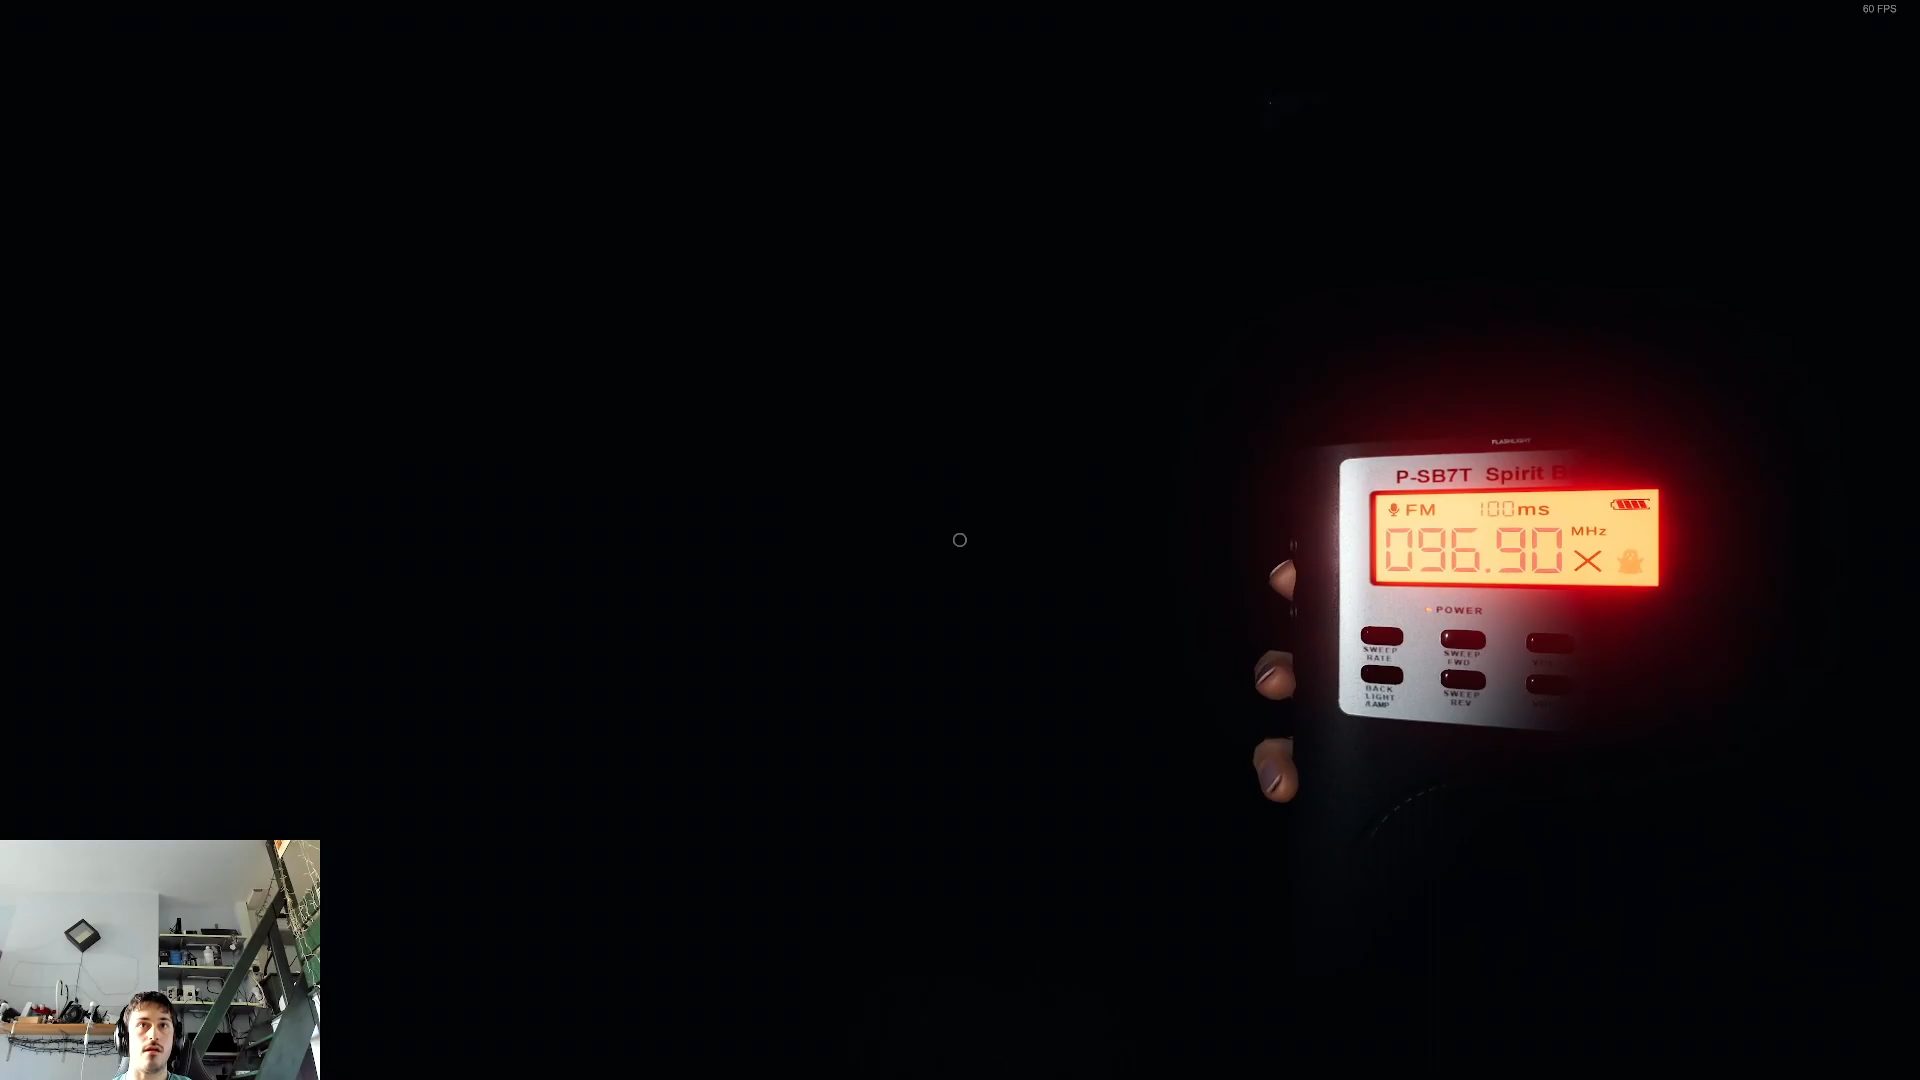 60 FPS
FLASHLIGHT
P-SB7T Spirit B
FM 100ms
096.90 MHz X
POWER
SWEEP RATE
SWEEP FWD
BACK LIGHT /LAMP
SWEEP REV